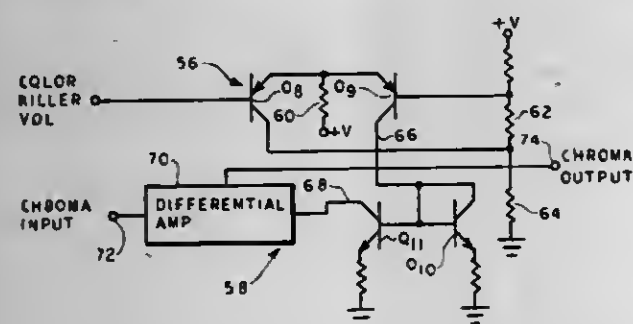 +V
56
Q8
Q9
COLOR
KILLER
VOL
60
62
+V
66
74
CHROMA
OUTPUT
70
68
64
CHROMA
INPUT
DIFFERENTIAL
AMP
Q11
72
Q10
58